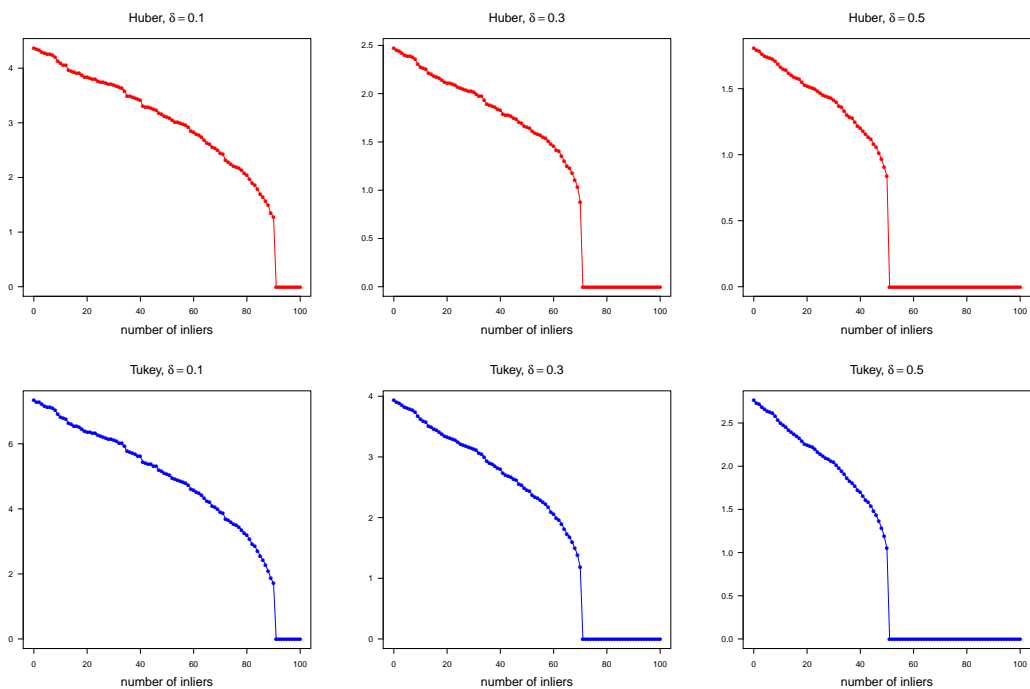 Huber, δ = 0.1
4
3
2
1
0
0 20 40 60 80 100
number of inliers
Huber, δ = 0.3
2.5
2.0
1.5
1.0
0.5
0.0
0 20 40 60 80 100
number of inliers
Huber, δ = 0.5
1.5
1.0
0.5
0.0
0 20 40 60 80 100
number of inliers
Tukey, δ = 0.1
6
4
2
0
0 20 40 60 80 100
number of inliers
Tukey, δ = 0.3
4
3
2
1
0
0 20 40 60 80 100
number of inliers
Tukey, δ = 0.5
2.5
2.0
1.5
1.0
0.5
0.0
0 20 40 60 80 100
number of inliers